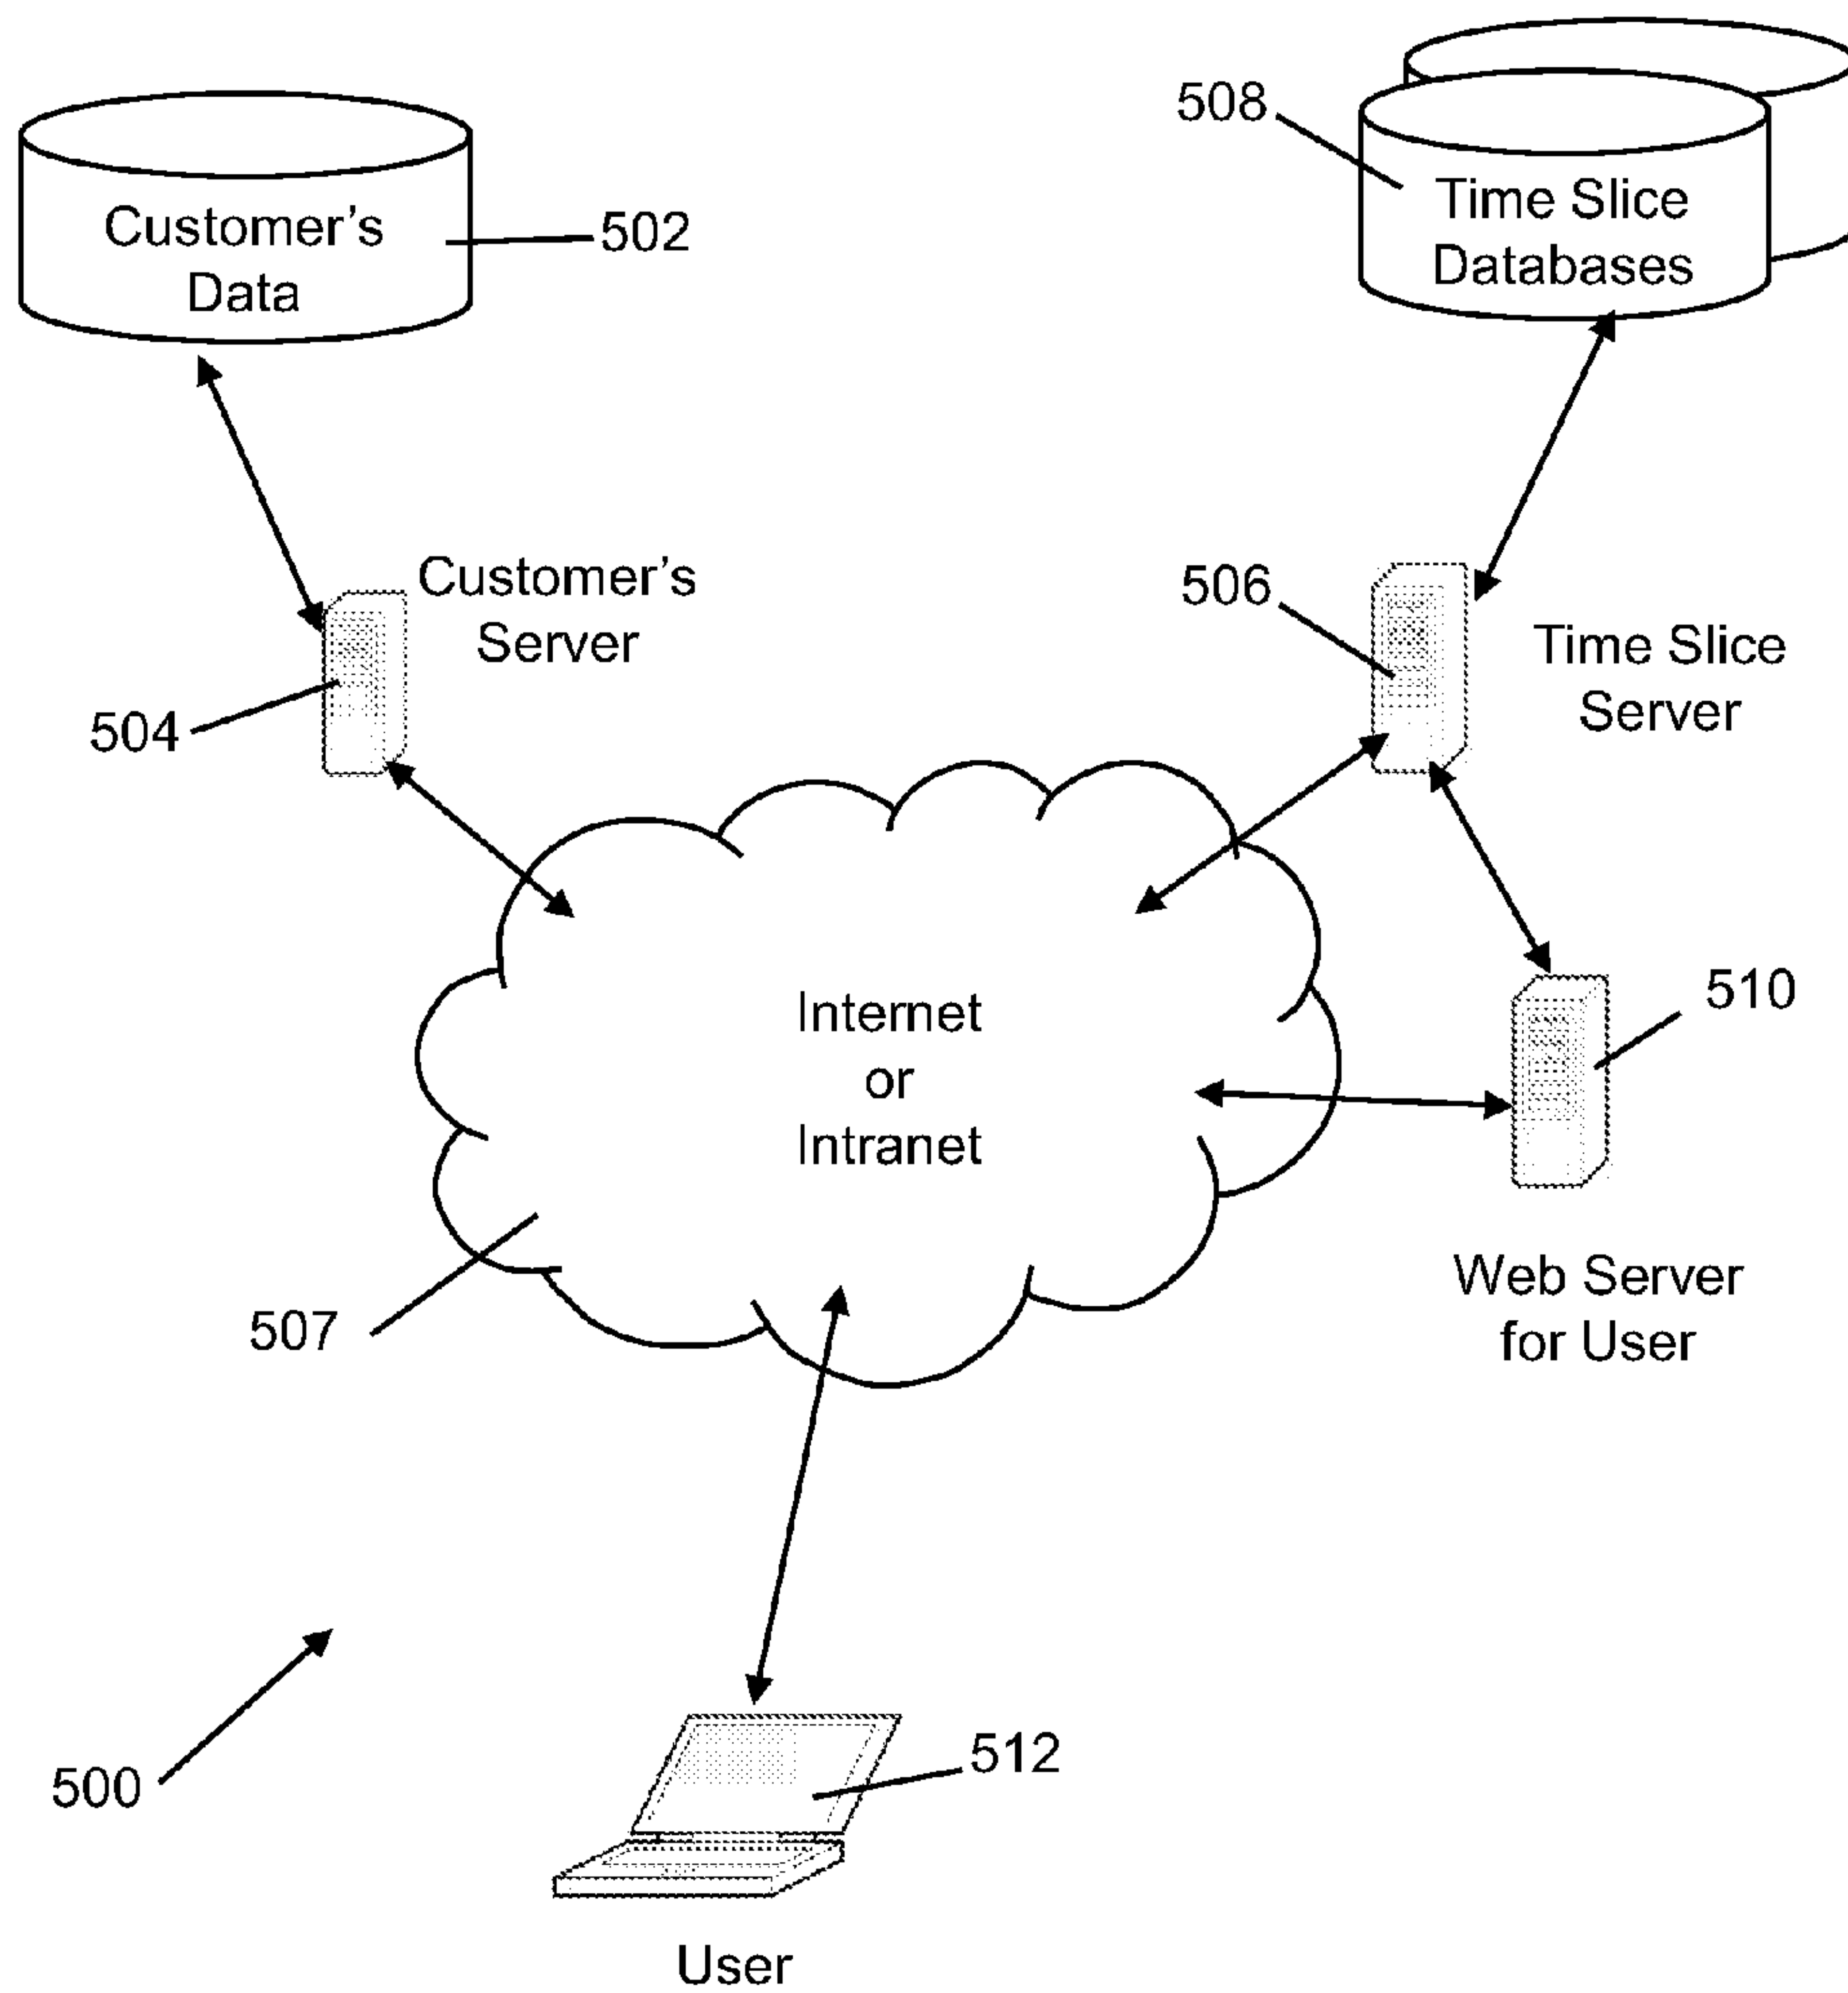 508
Time Slice
Databases
Customer's
Data
502
Customer's
Server
504
506
Time Slice
Server
Internet
or
Intranet
510
Web Server
for User
507
500
512
User